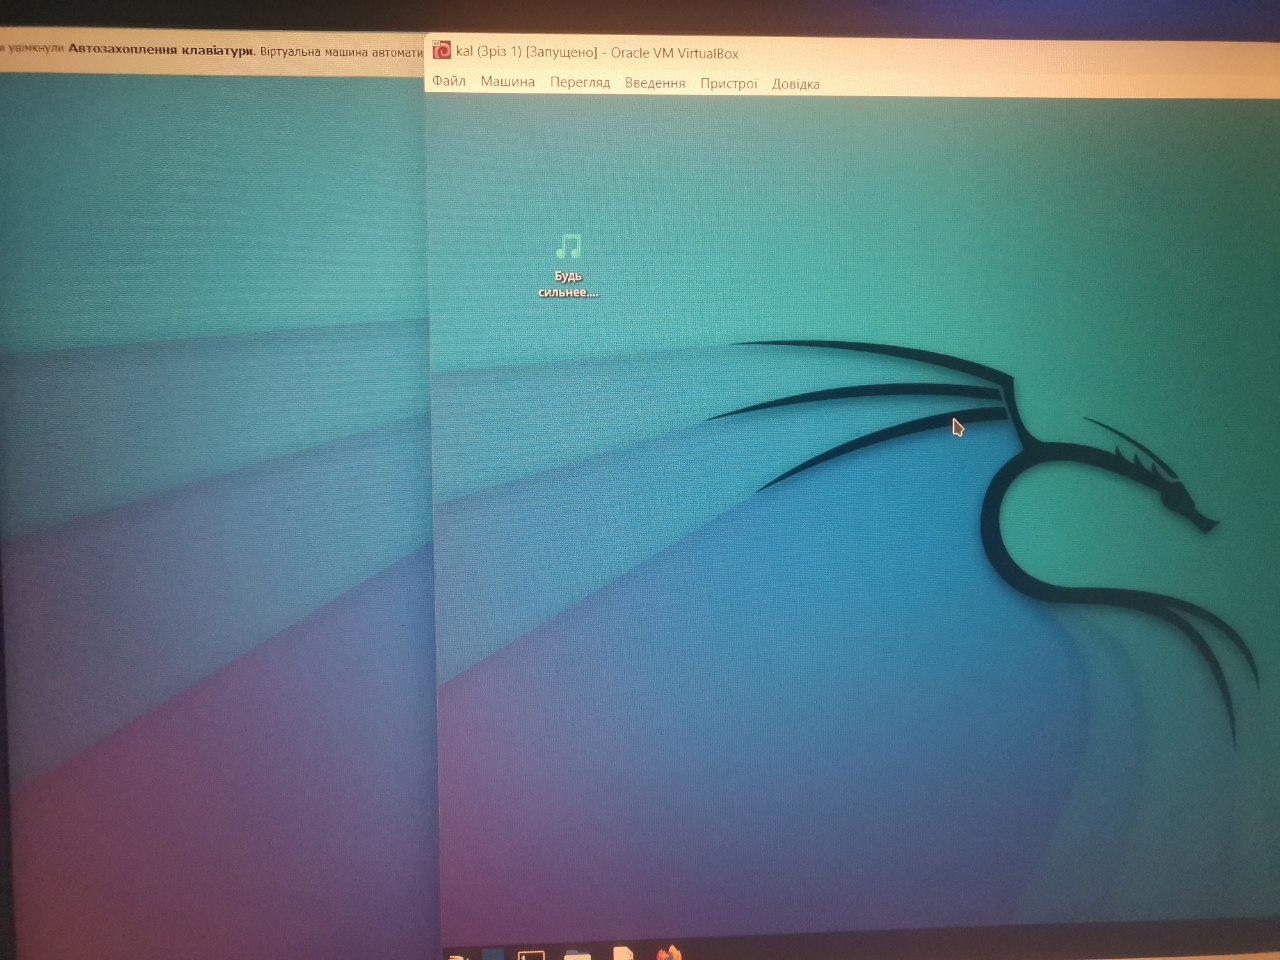 и увімкнули Автозахоплення клавіатури. Віртуальна машина автомати
kal (Зріз 1) [Запущено] - Oracle VM VirtualBox
Файл Машина Перегляд Введення Пристрої Довідка
Будь
сильнее....